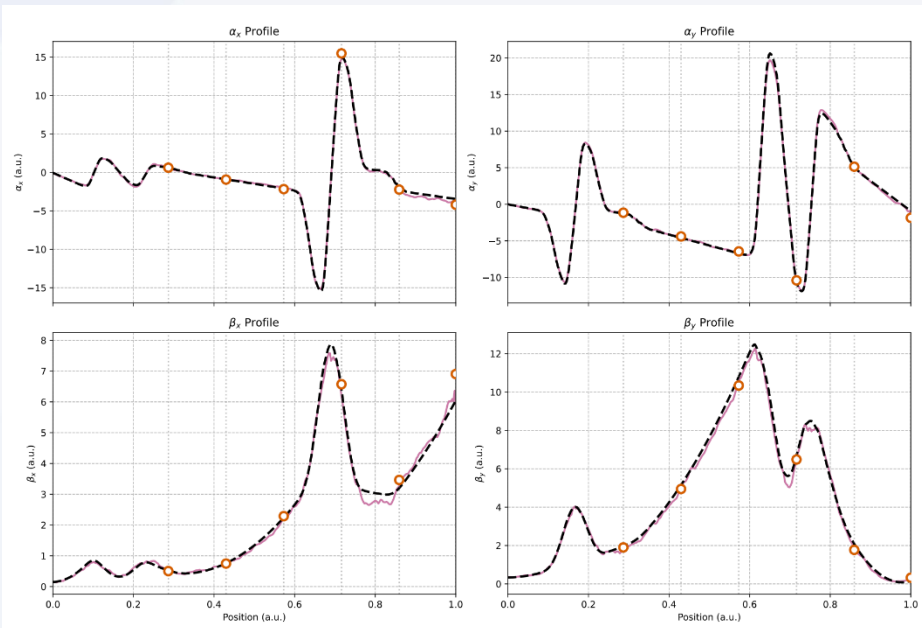 αx Profile
αy Profile
15
10
5
0
−5
−10
−15
αx (a.u.)
20
15
10
5
0
−5
−10
αy (a.u.)
βx Profile
βy Profile
8
7
6
5
4
3
2
1
0
βx (a.u.)
12
10
8
6
4
2
0
βy (a.u.)
0.0 0.2 0.4 0.6 0.8 1.0
Position (a.u.)
0.0 0.2 0.4 0.6 0.8 1.0
Position (a.u.)